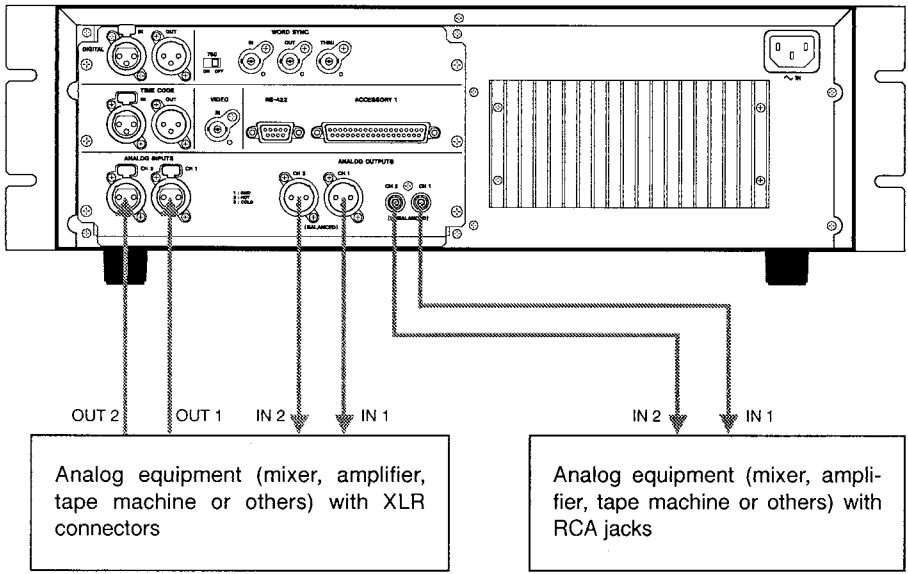 WORD SYNC
IN
OUT
DIGITAL
75Ω
ON OFF
IN
OUT
THRU
∿ IN
TIME CODE
IN
OUT
VIDEO
IN
RS-422
ACCESSORY 1
ANALOG INPUTS
CH 2
CH 1
ANALOG OUTPUTS
CH 2
CH 1
CH 2
CH 1
1 : GND
2 : HOT
3 : COLD
[BALANCED]
[UNBALANCED]
OUT 2
OUT 1
IN 2
IN 1
IN 2
IN 1
Analog equipment (mixer, amplifier,
tape machine or others) with XLR
connectors
Analog equipment (mixer, ampli-
fier, tape machine or others) with
RCA jacks